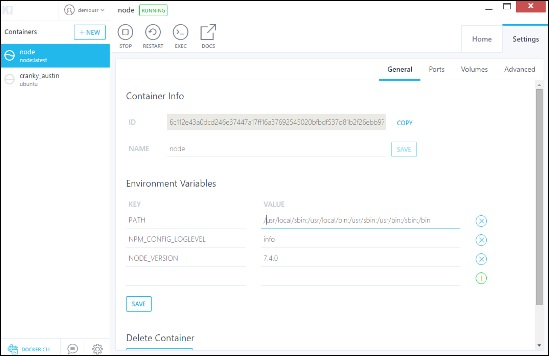 democurr
node RUNNING
Containers
+ NEW
node
node:latest
cranky_austin
ubuntu
STOP RESTART EXEC DOCS
Home Settings
General Ports Volumes Advanced
Container Info
ID
COPY
NAME node SAVE
Environment Variables
KEY VALUE
PATH /usr/local/sbin:/usr/local/bin:/usr/sbin:/usr/bin:/sbin:/bin
NPM_CONFIG_LOGLEVEL info
NODE_VERSION 7.4.0
SAVE
Delete Container
DOCKER CLI